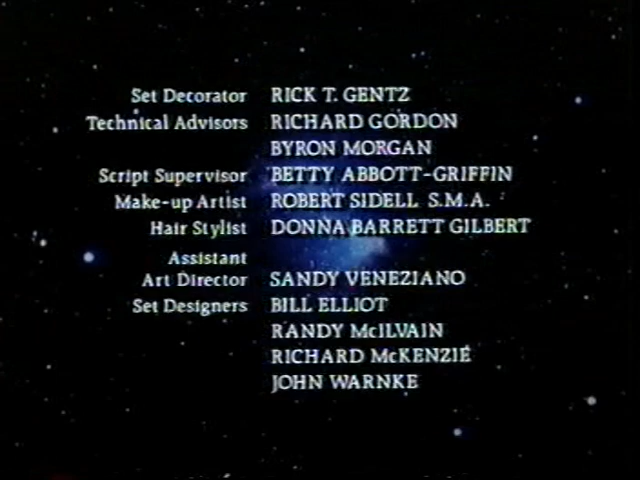 Set Decorator RICK T. GENTZ
Technical Advisors RICHARD GORDON
BYRON MORGAN
Script Supervisor BETTY ABBOTT-GRIFFIN
Make-up Artist ROBERT SIDELL S.M.A.
Hair Stylist DONNA BARRETT GILBERT
Assistant
Art Director SANDY VENEZIANO
Set Designers BILL ELLIOT
RANDY McILVAIN
RICHARD McKENZIE
JOHN WARNKE